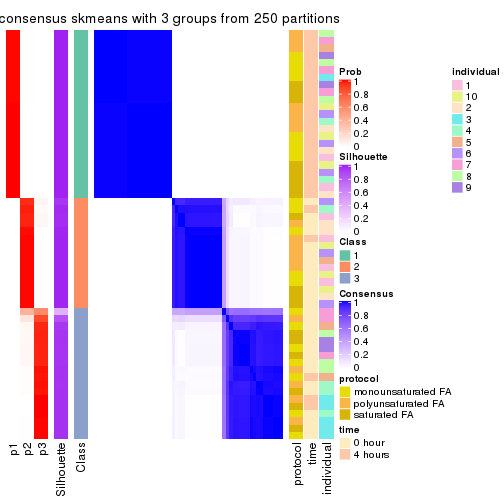 consensus skmeans with 3 groups from 250 partitions
p1
p2
p3
Silhouette
Class
protocol
time
individual
Prob
1
0.8
0.6
0.4
0.2
0
Silhouette
1
0.8
0.6
0.4
0.2
0
Class
1
2
3
Consensus
1
0.8
0.6
0.4
0.2
0
protocol
monounsaturated FA
polyunsaturated FA
saturated FA
time
0 hour
4 hours
individual
1
10
2
3
4
5
6
7
8
9